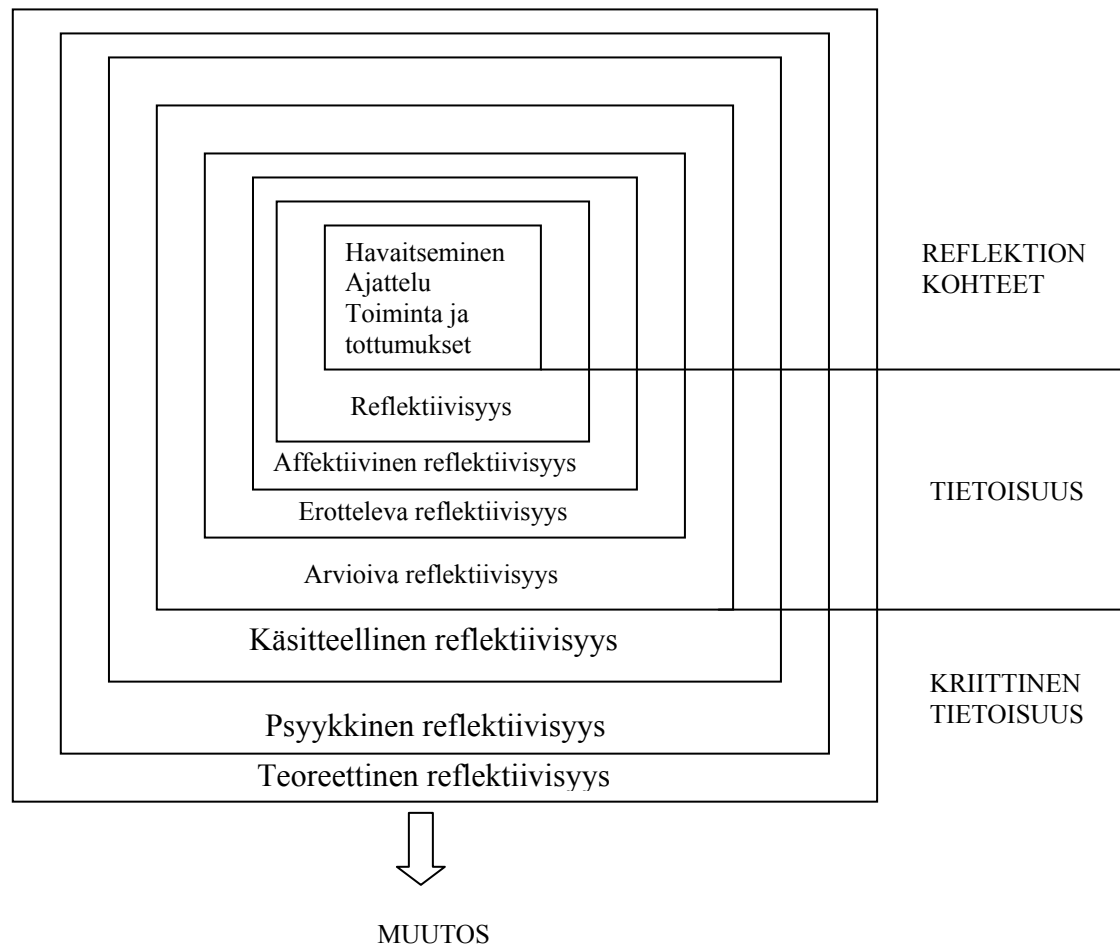 Havaitseminen
Ajattelu
Toiminta ja
tottumukset
REFLEKTION
KOHTEET
Reflektiivisyys
Affektiivinen reflektiivisyys
Erotteleva reflektiivisyys
TIETOISUUS
Arvioiva reflektiivisyys
Käsitteellinen reflektiivisyys
KRIITTINEN
TIETOISUUS
Psyykkinen reflektiivisyys
Teoreettinen reflektiivisyys
MUUTOS